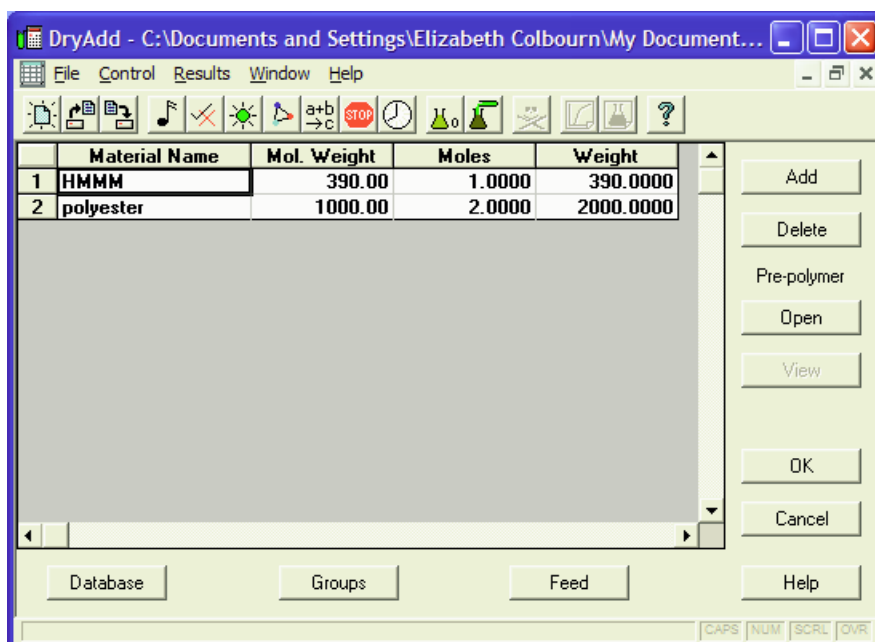 DryAdd - C:\Documents and Settings\Elizabeth Colbourn\My Document...
File Control Results Window Help
a+b
→c STOP
Material Name Mol. Weight Moles Weight
1 HMMM 390.00 1.0000 390.0000
2 polyester 1000.00 2.0000 2000.0000
Add
Delete
Pre-polymer
Open
View
OK
Cancel
Database Groups Feed Help
CAPS NUM SCRL OVR